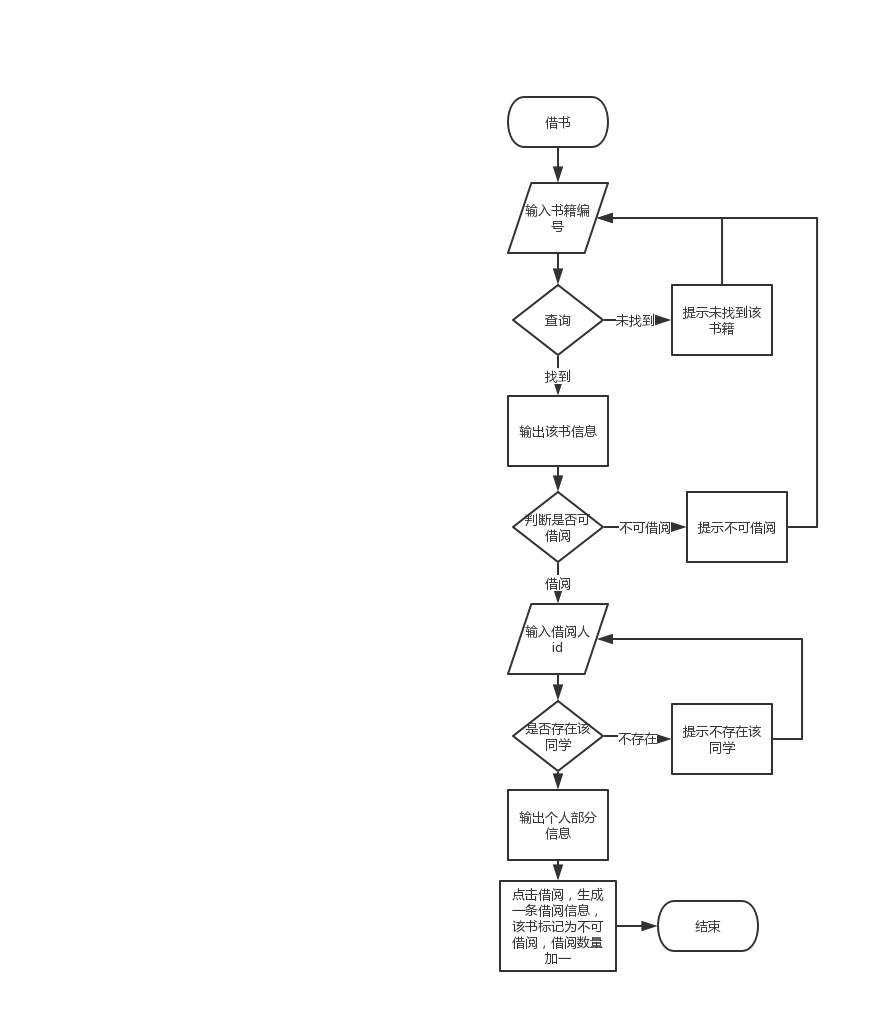 借书
输入书籍编
号
查询
未找到
提示未找到该
书籍
找到
输出该书信息
判断是否可
借阅
不可借阅
提示不可借阅
借阅
输入借阅人
id
是否存在该
同学
不存在
提示不存在该
同学
输出个人部分
信息
点击借阅，生成
一条借阅信息，
该书标记为不可
借阅，借阅数量
加一
结束